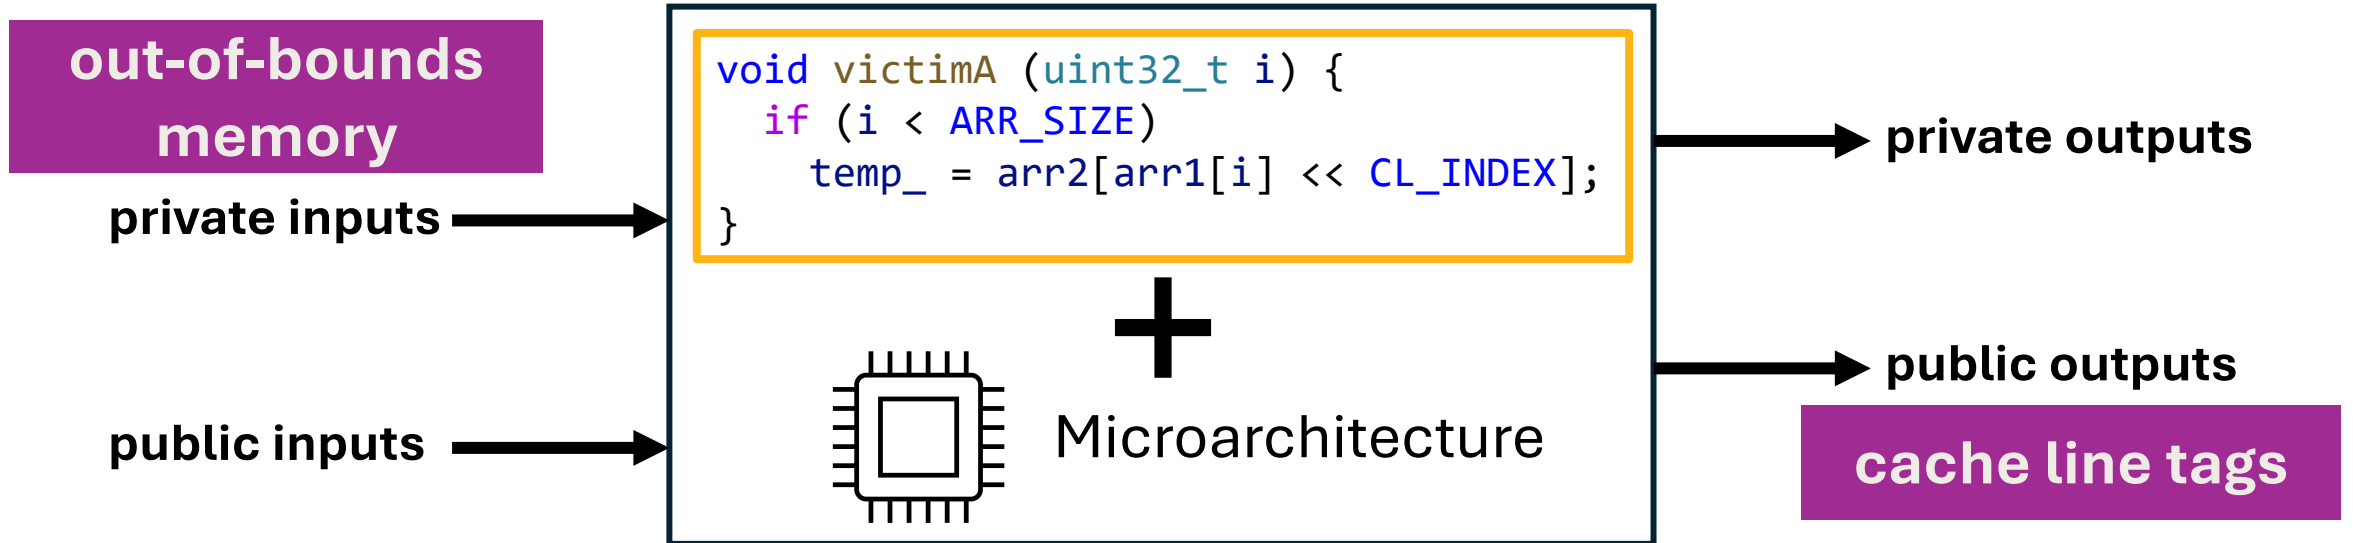 out-of-bounds
memory
private inputs
public inputs
void victimA (uint32_t i) {
  if (i < ARR_SIZE)
    temp_ = arr2[arr1[i] << CL_INDEX];
}
+
Microarchitecture
private outputs
public outputs
cache line tags